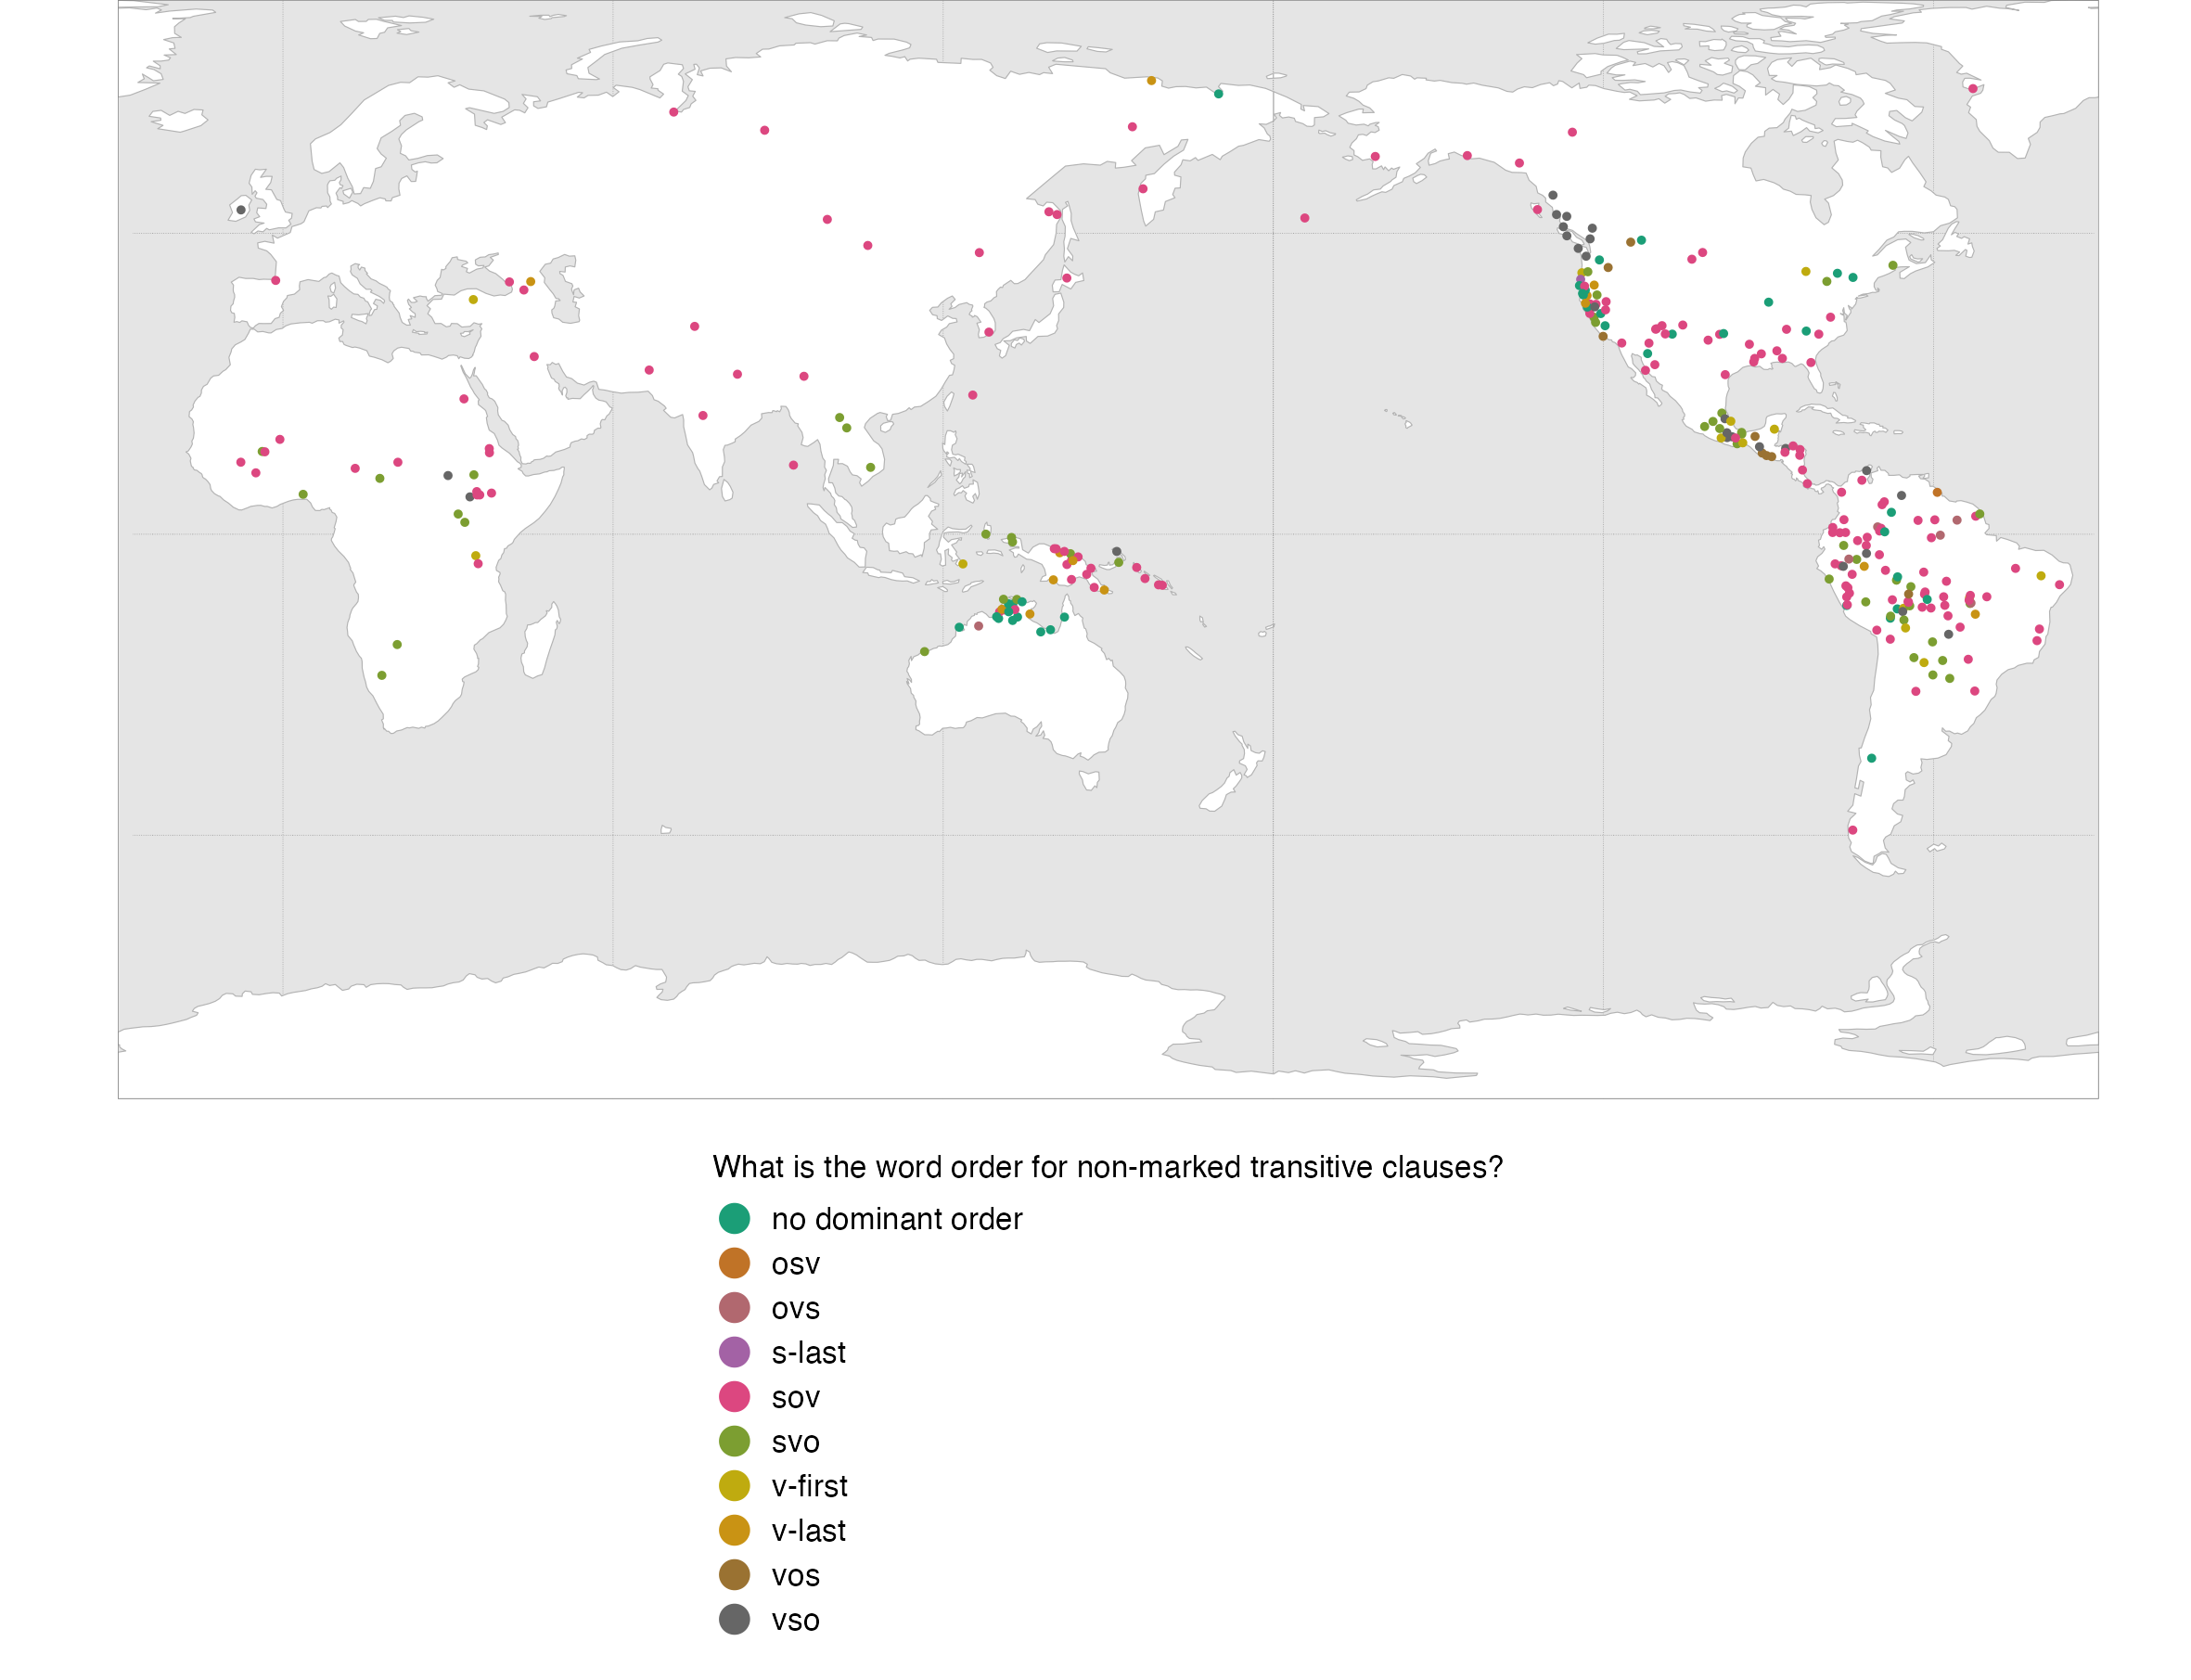 What is the word order for non-marked transitive clauses?
no dominant order
osv
ovs
s-last
sov
svo
v-first
v-last
vos
vso